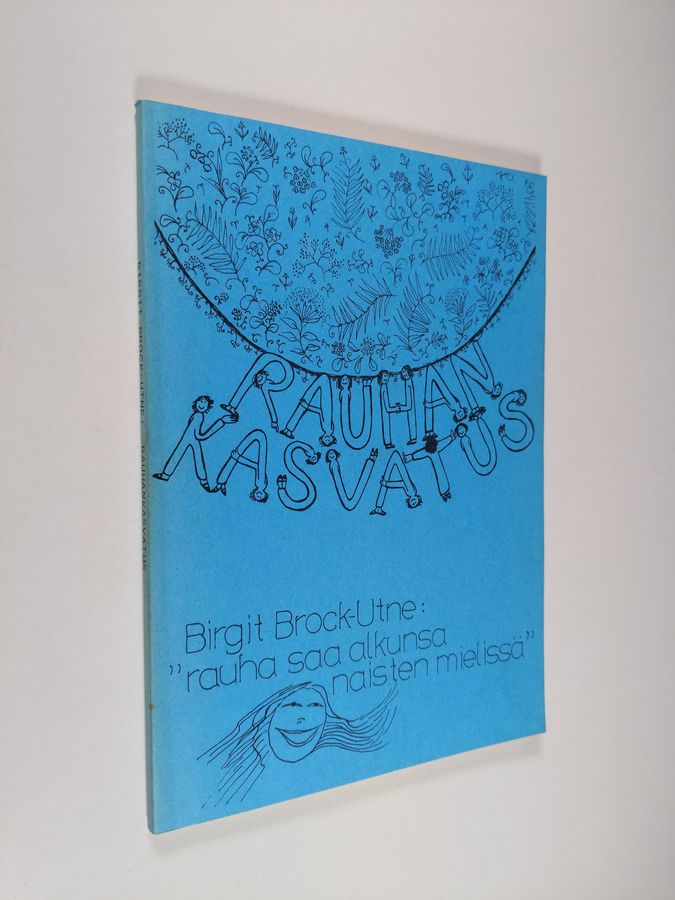 RAUHAN
KASVATUS
Birgit Brock-Utne:
"rauha saa alkunsa
naisten mielissä"
BIRGIT BROCK-UTNE: RAUHANKASVATUS